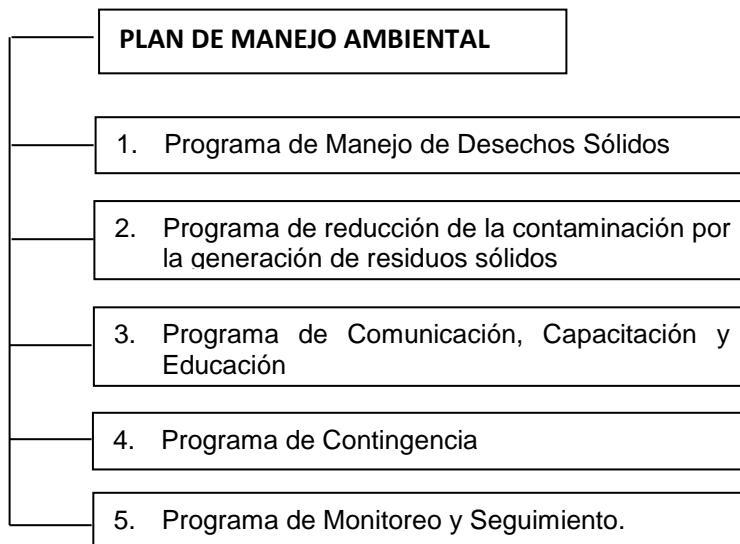 PLAN DE MANEJO AMBIENTAL
1. Programa de Manejo de Desechos Sólidos
2. Programa de reducción de la contaminación por
la generación de residuos sólidos
3. Programa de Comunicación, Capacitación y
Educación
4. Programa de Contingencia
5. Programa de Monitoreo y Seguimiento.